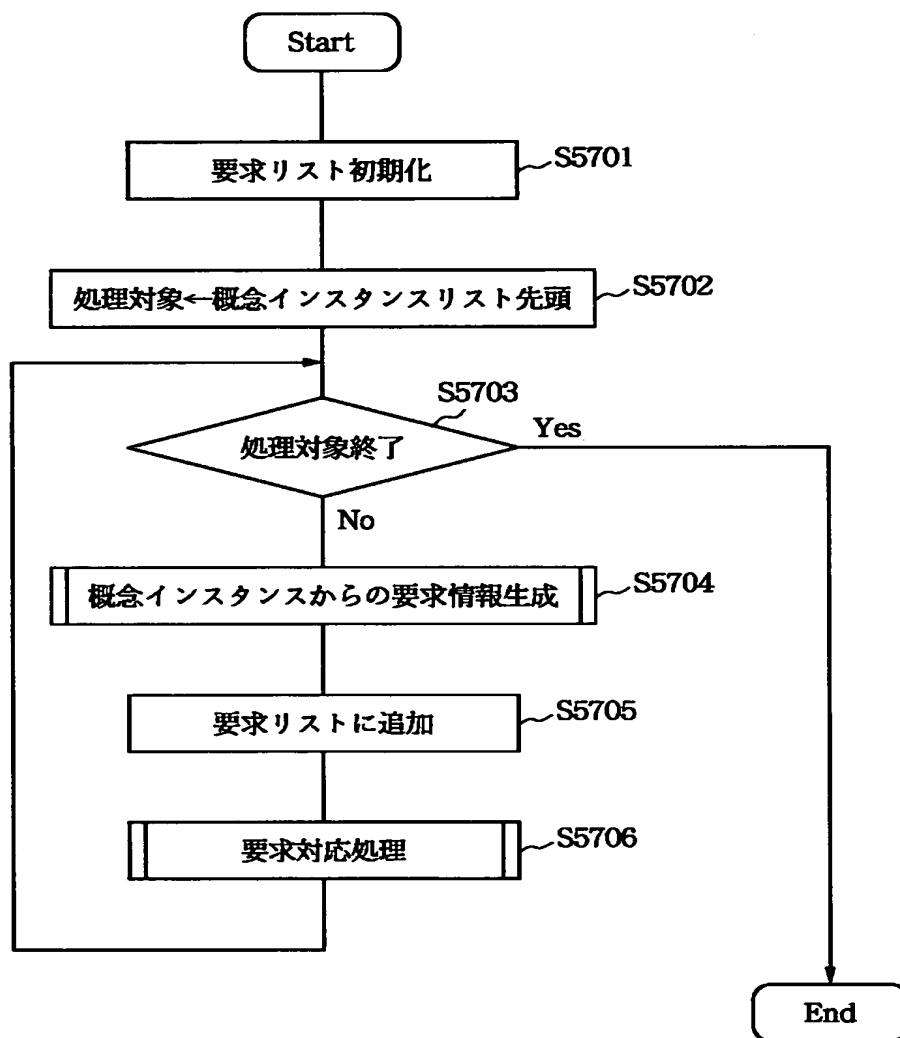 Start
要求リスト初期化
S5701
処理対象←概念インスタンスリスト先頭
S5702
S5703
処理対象終了
Yes
No
概念インスタンスからの要求情報生成
S5704
要求リストに追加
S5705
要求対応処理
S5706
End